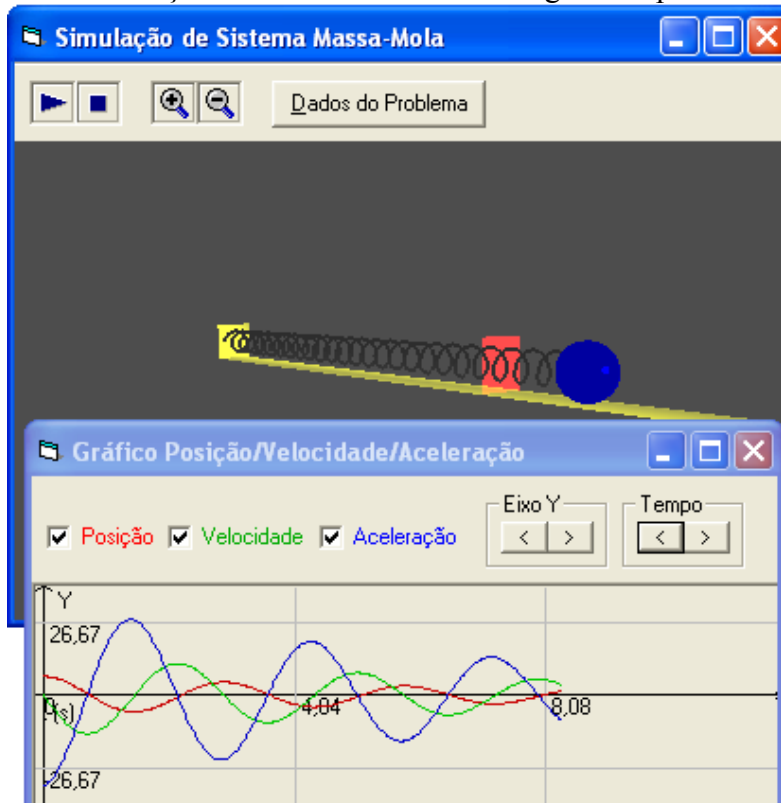 Simulação de Sistema Massa-Mola
Dados do Problema
Gráfico Posição/Velocidade/Aceleração
Posição Velocidade Aceleração
Eixo Y
< >
Tempo
< >
Y
26,67
t(s)
4,04
8,08
-26,67